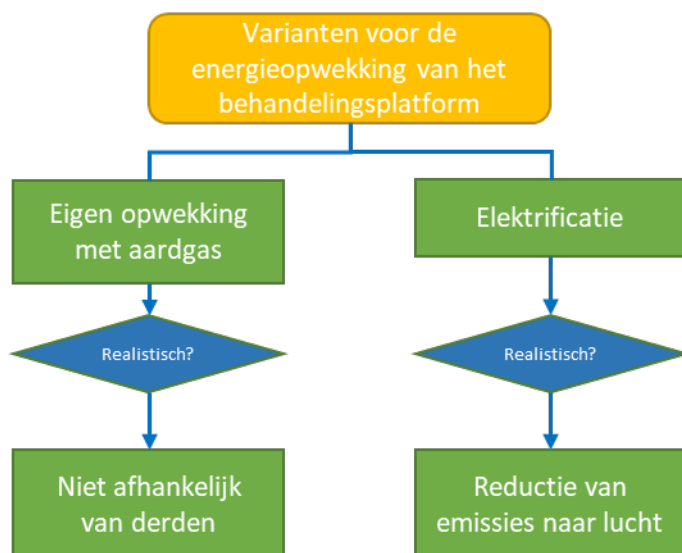 Varianten voor de
energieopwekking van het
behandelingsplatform
Eigen opwekking
met aardgas
Elektrificatie
Realistisch?
Realistisch?
Niet afhankelijk
van derden
Reductie van
emissies naar lucht